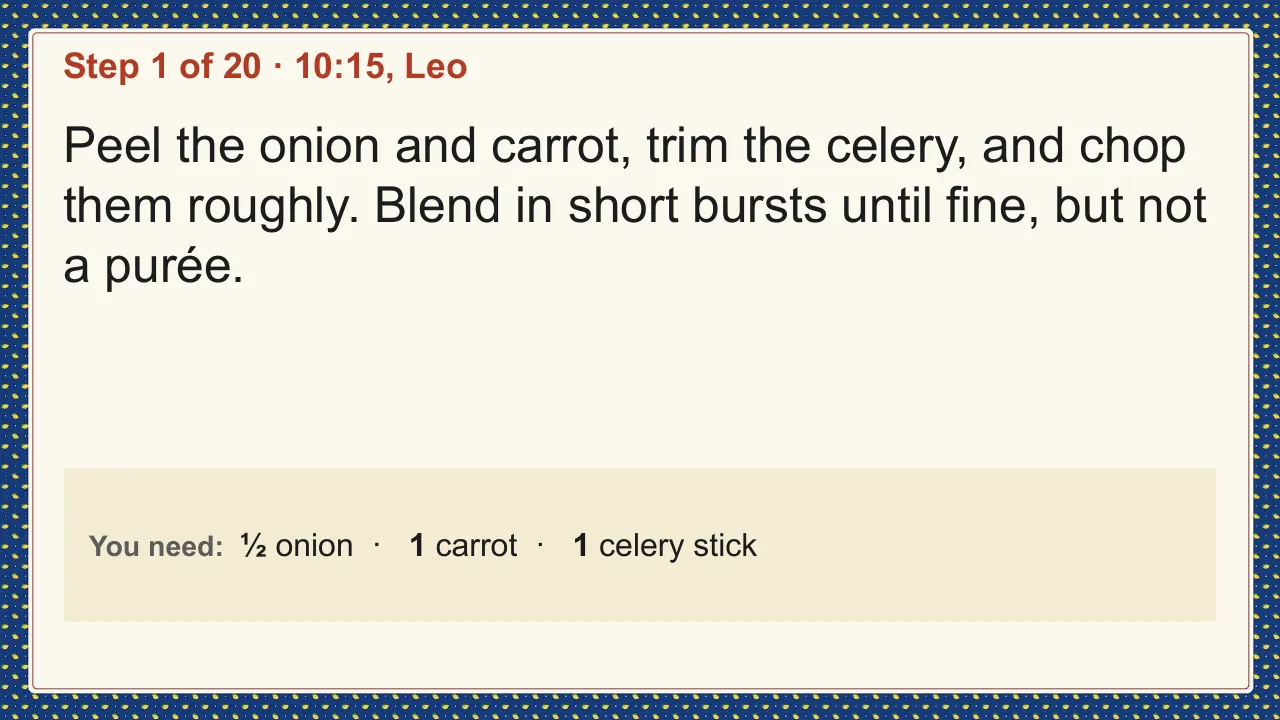 Step 1 of 20 · 10:15, Leo
Peel the onion and carrot, trim the celery, and chop
them roughly. Blend in short bursts until fine, but not
a purée.
You need: ½ onion · 1 carrot · 1 celery stick